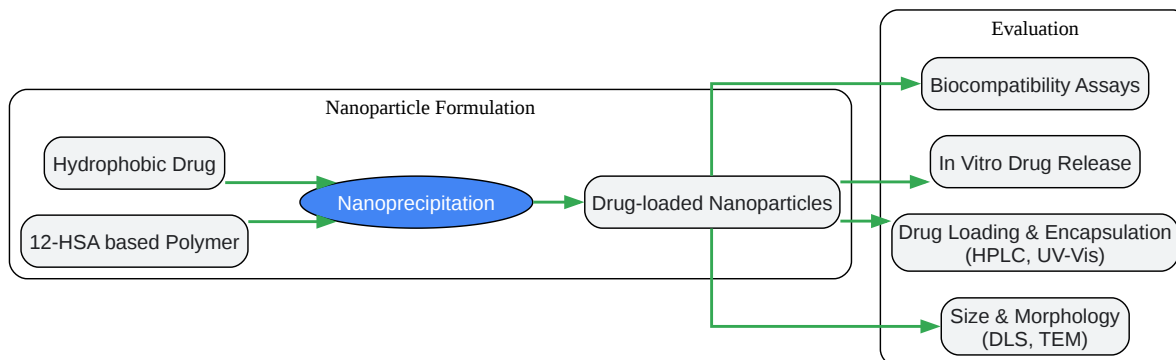 Nanoparticle Formulation
Hydrophobic Drug
12-HSA based Polymer
Nanoprecipitation
Drug-loaded Nanoparticles
Evaluation
Biocompatibility Assays
In Vitro Drug Release
Drug Loading & Encapsulation
(HPLC, UV-Vis)
Size & Morphology
(DLS, TEM)